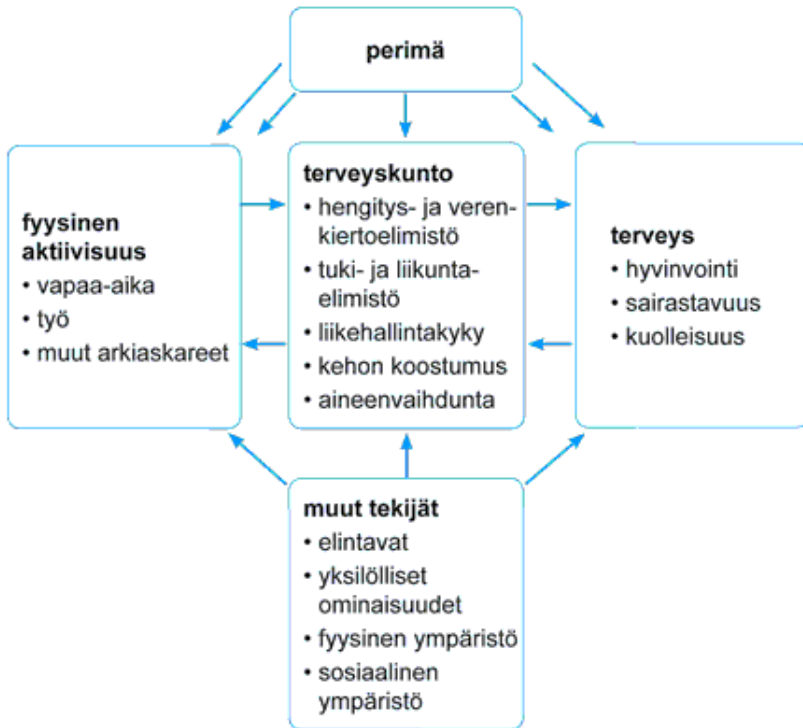 perimä
fyysinen
aktiivisuus
• vapaa-aika
• työ
• muut arkiaskareet
terveyskunto
• hengitys- ja veren-
kiertoelimistö
• tuki- ja liikunta-
elimistö
• liikehallintakyky
• kehon koostumus
• aineenvaihdunta
terveys
• hyvinvointi
• sairastavuus
• kuolleisuus
muut tekijät
• elintavat
• yksilölliset
ominaisuudet
• fyysinen ympäristö
• sosiaalinen
ympäristö